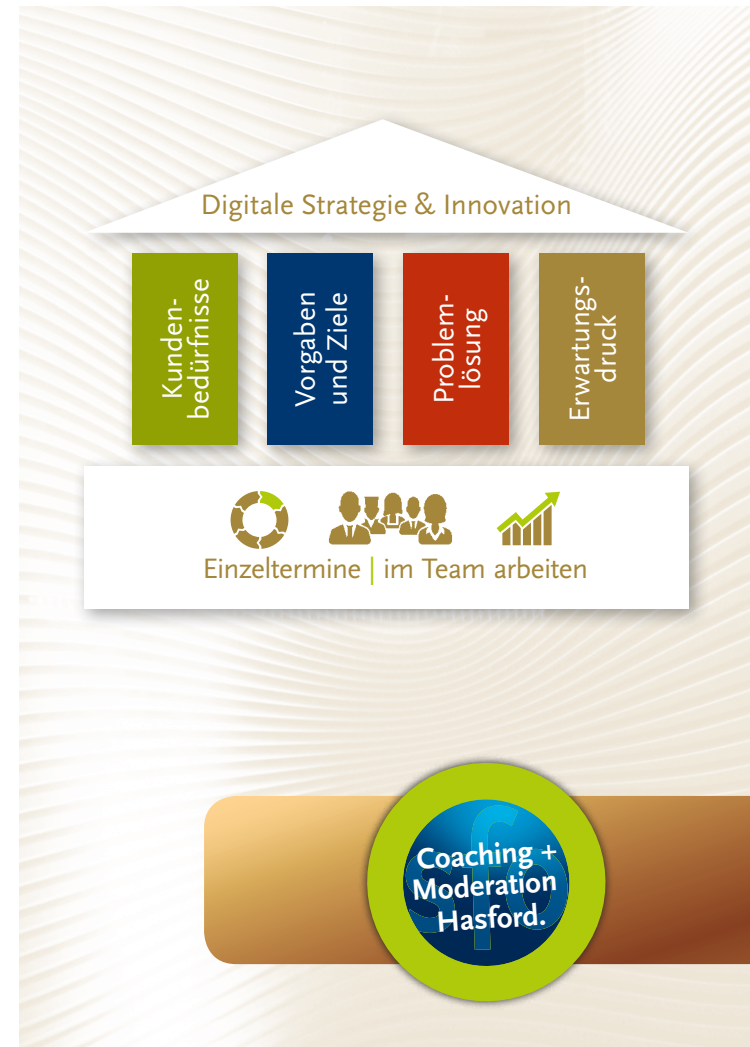 Digitale Strategie & Innovation
Kunden-
bedürfnisse
Vorgaben
und Ziele
Problem-
lösung
Erwartungs-
druck
Einzeltermine | im Team arbeiten
sfo
Coaching +
Moderation
Hasford.